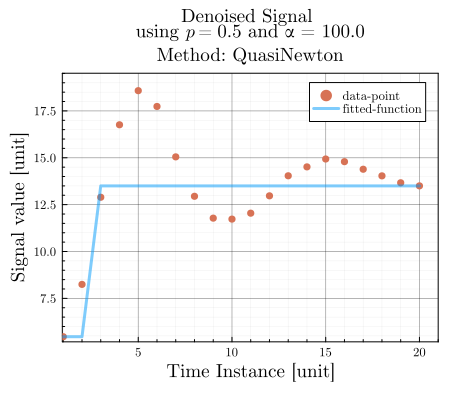 Denoised Signal
using p = 0.5 and α = 100.0
Method: QuasiNewton
data-point
fitted-function
Signal value [unit]
17.5
15.0
12.5
10.0
7.5
5
10
15
20
Time Instance [unit]